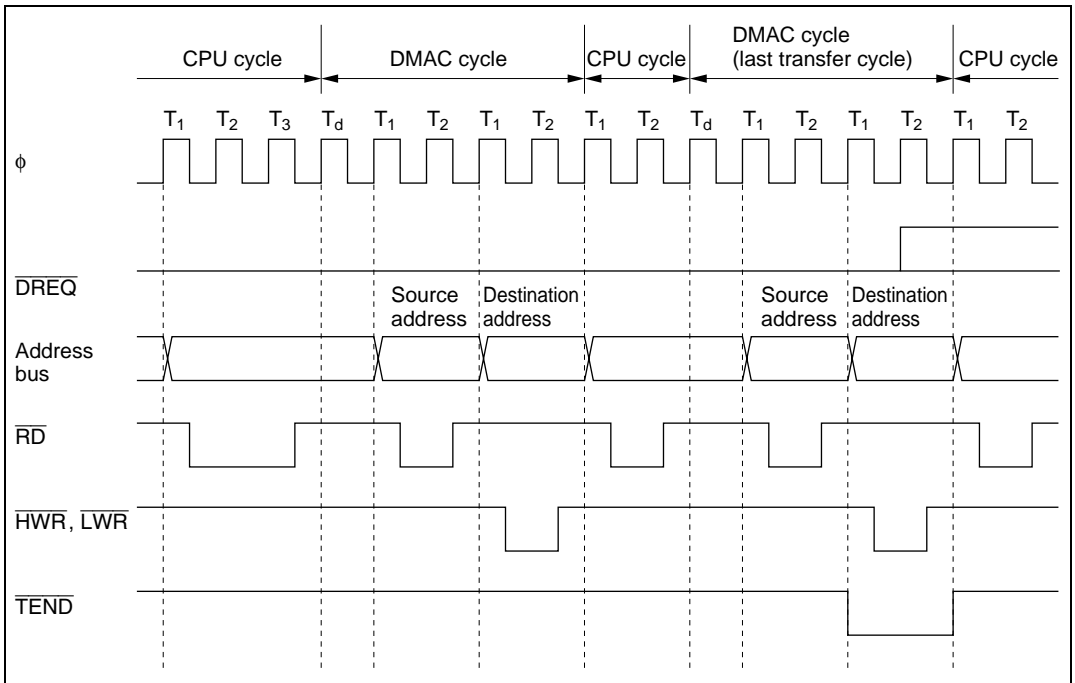 CPU cycle DMAC cycle CPU cycle DMAC cycle
(last transfer cycle) CPU cycle
T1 T2 T3 Td T1 T2 T1 T2 T1 T2 Td T1 T2 T1 T2 T1 T2
ϕ
DREQ
Source
address
Destination
address
Source
address
Destination
address
Address
bus
RD
HWR, LWR
TEND